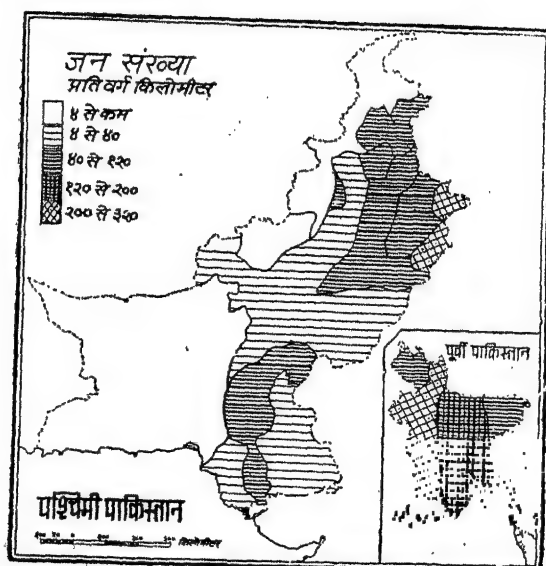 जन संख्या
प्रति वर्ग किलोमीटर
४ से कम
४ से ४०
४० से १२०
१२० से २००
२०० से ३२०
पूर्वी पाकिस्तान
पश्चिमी पाकिस्तान
किलोमीटर